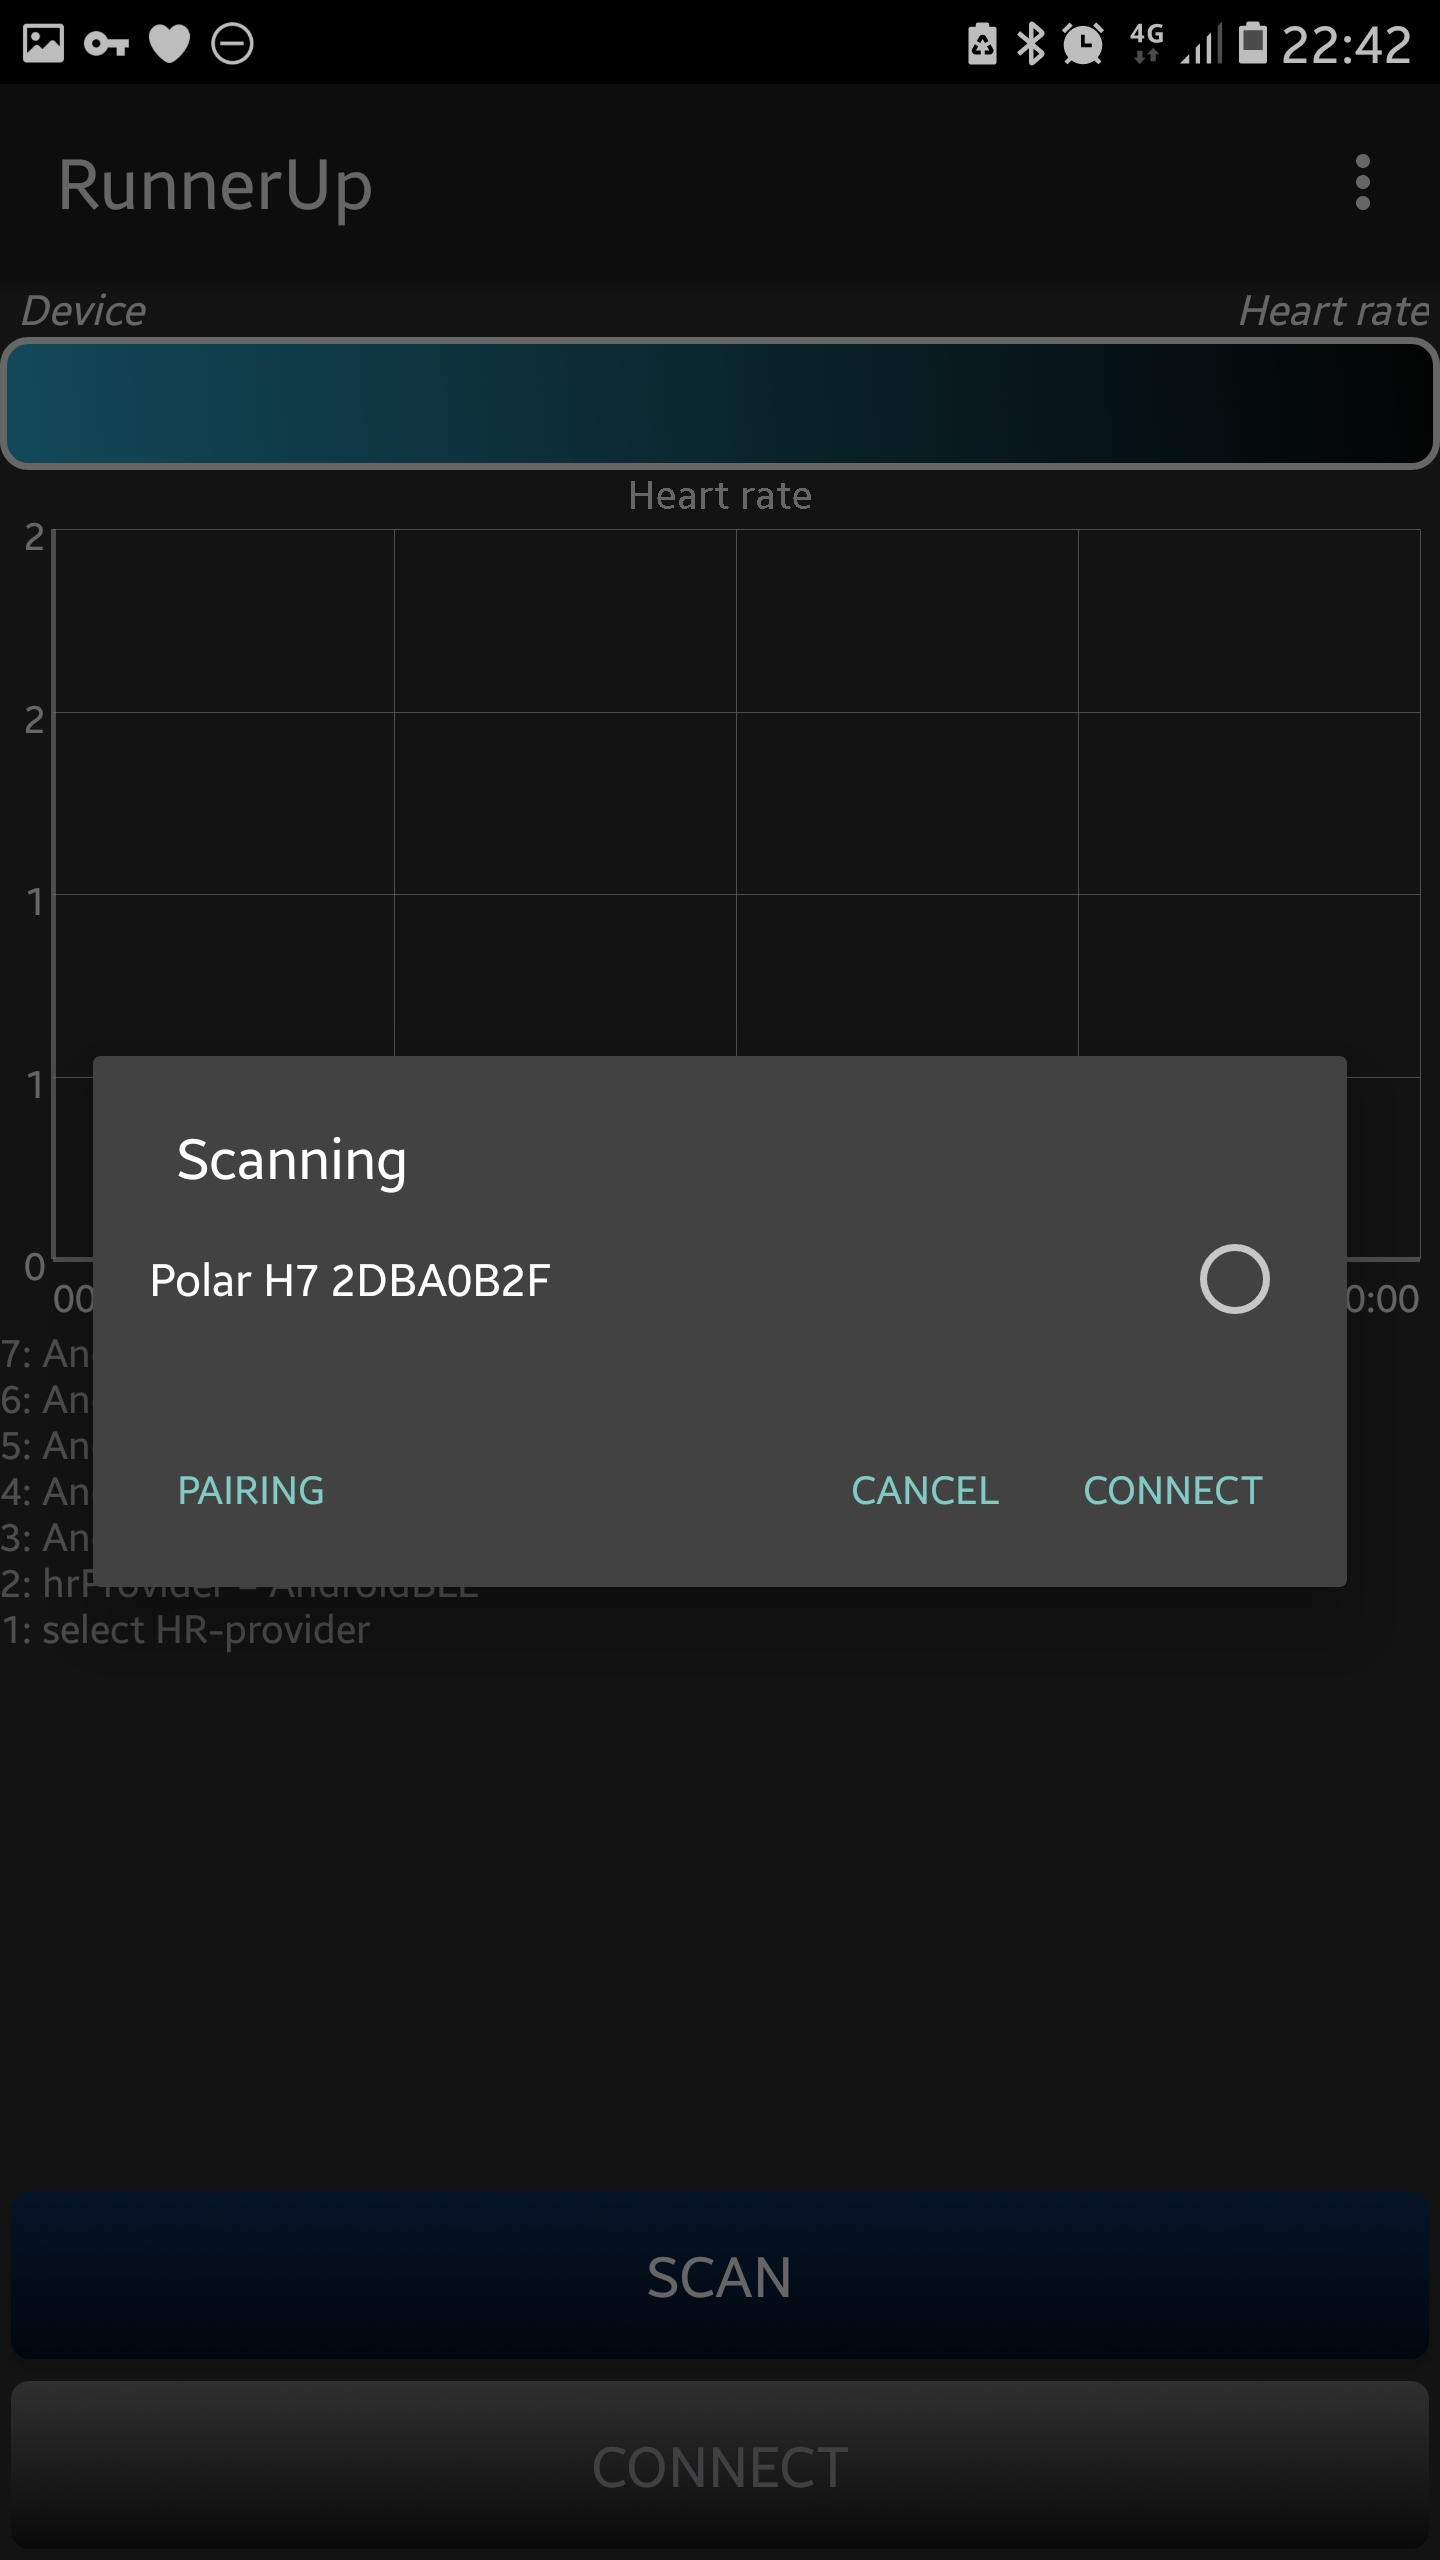 4G 22:42
RunnerUp
Device Heart rate
Heart rate
2
2
1
1
0
00 0:00
Scanning
Polar H7 2DBA0B2F
PAIRING CANCEL CONNECT
7: An
6: An
5: An
4: An
3: An
2: hrProvider = AndroidBLE
1: select HR-provider
SCAN
CONNECT